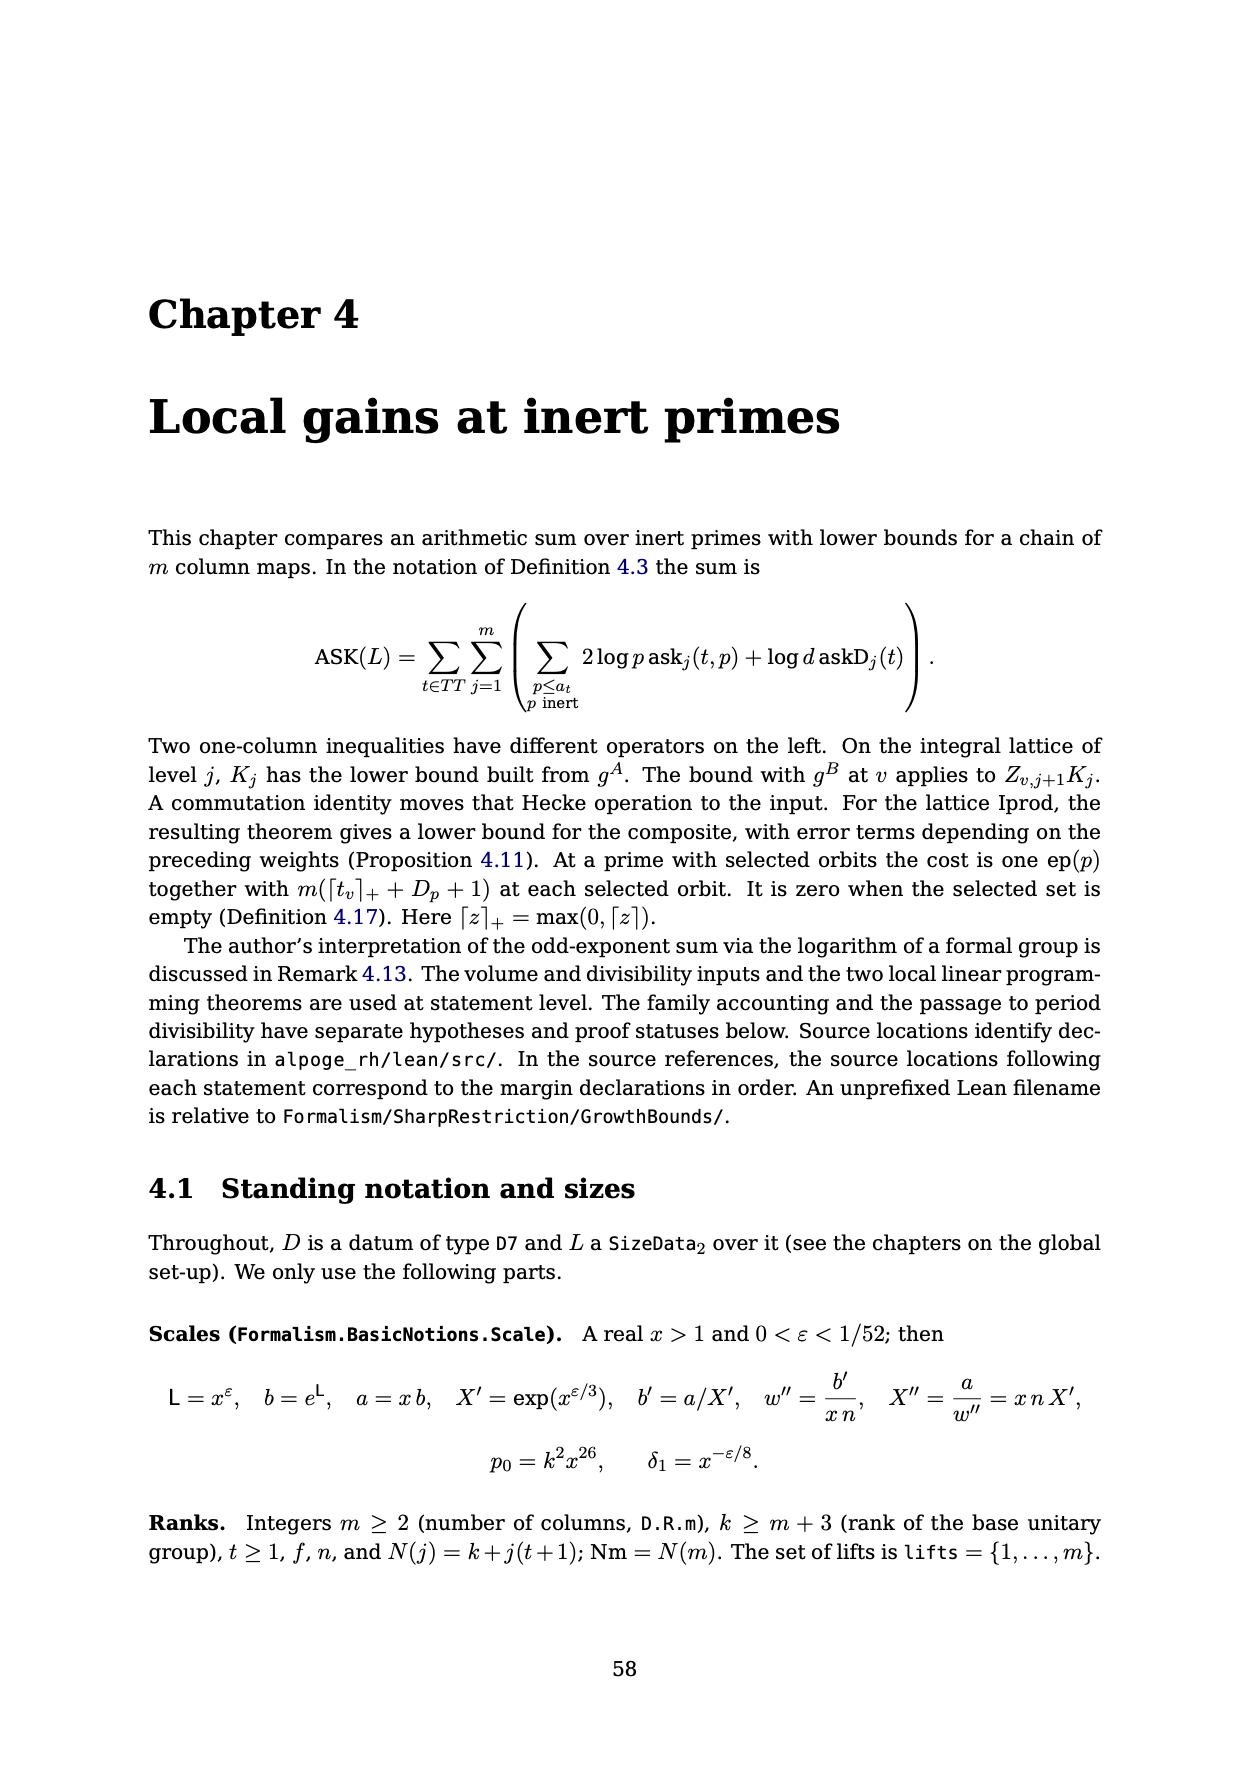 Chapter 4
Local gains at inert primes
This chapter compares an arithmetic sum over inert primes with lower bounds for a chain of
m column maps. In the notation of Definition 4.3 the sum is
ASK(L) = ∑_{t∈TT} ∑_{j=1}^{m} ( ∑_{p≤a_t, p inert} 2 log p ask_j(t, p) + log d askD_j(t) ) .
Two one-column inequalities have different operators on the left. On the integral lattice of
level j, K_j has the lower bound built from g^A. The bound with g^B at v applies to Z_{v,j+1}K_j.
A commutation identity moves that Hecke operation to the input. For the lattice Iprod, the
resulting theorem gives a lower bound for the composite, with error terms depending on the
preceding weights (Proposition 4.11). At a prime with selected orbits the cost is one ep(p)
together with m(⌈t_v⌉_+ + D_p + 1) at each selected orbit. It is zero when the selected set is
empty (Definition 4.17). Here ⌈z⌉_+ = max(0, ⌈z⌉).
The author's interpretation of the odd-exponent sum via the logarithm of a formal group is
discussed in Remark 4.13. The volume and divisibility inputs and the two local linear program-
ming theorems are used at statement level. The family accounting and the passage to period
divisibility have separate hypotheses and proof statuses below. Source locations identify dec-
larations in alpoge_rh/lean/src/. In the source references, the source locations following
each statement correspond to the margin declarations in order. An unprefixed Lean filename
is relative to Formalism/SharpRestriction/GrowthBounds/.
4.1 Standing notation and sizes
Throughout, D is a datum of type D7 and L a SizeData₂ over it (see the chapters on the global
set-up). We only use the following parts.
Scales (Formalism.BasicNotions.Scale). A real x > 1 and 0 < ε < 1/52; then
L = x^ε, b = e^L, a = x b, X′ = exp(x^{ε/3}), b′ = a/X′, w″ = b′/(x n), X″ = a/w″ = x n X′,
p₀ = k²x²⁶, δ₁ = x^{−ε/8}.
Ranks. Integers m ≥ 2 (number of columns, D.R.m), k ≥ m + 3 (rank of the base unitary
group), t ≥ 1, f, n, and N(j) = k + j(t + 1); Nm = N(m). The set of lifts is lifts = {1, . . . , m}.
58